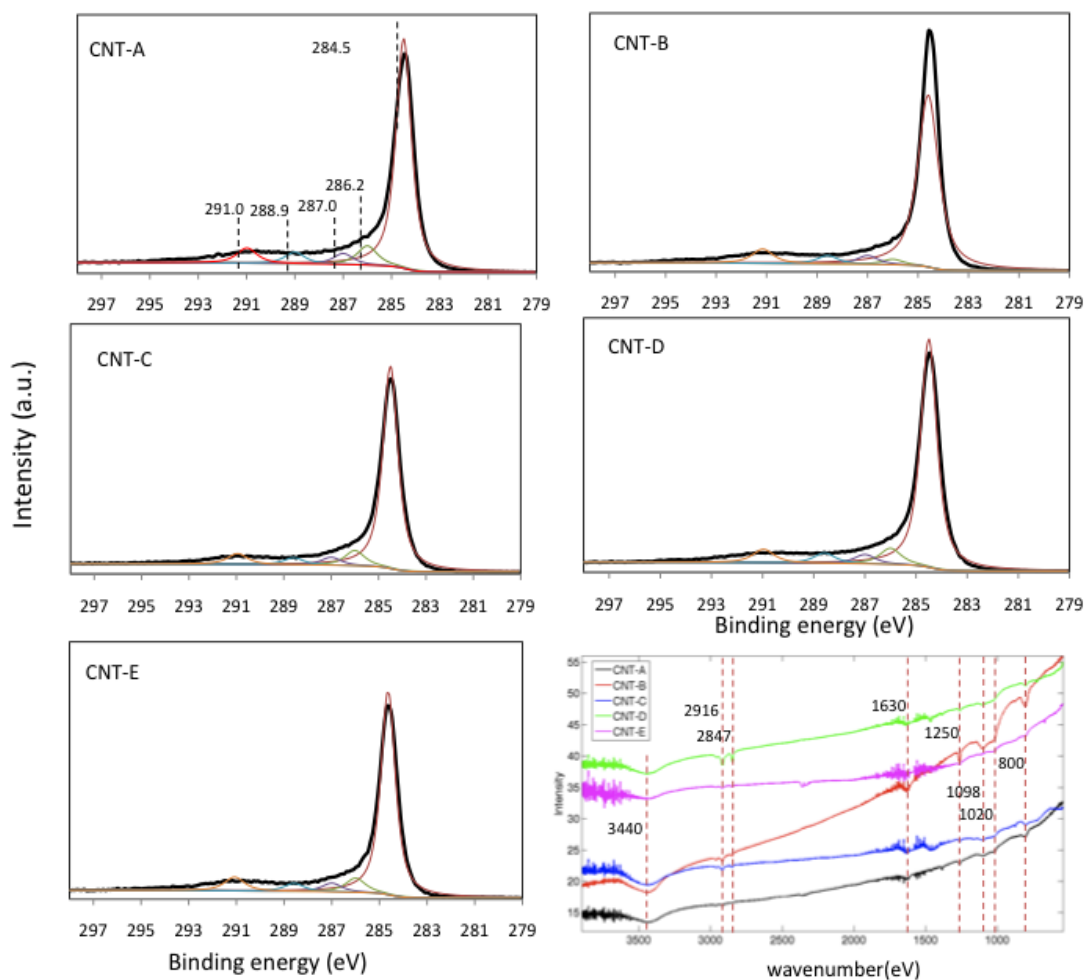 CNT-A
284.5
286.2
287.0
288.9
291.0
297 295 293 291 289 287 285 283 281 279
CNT-B
297 295 293 291 289 287 285 283 281 279
CNT-C
297 295 293 291 289 287 285 283 281 279
CNT-D
297 295 293 291 289 287 285 283 281 279
Binding energy (eV)
Intensity (a.u.)
CNT-E
297 295 293 291 289 287 285 283 281 279
Binding energy (eV)
CNT-A
CNT-B
CNT-C
CNT-D
CNT-E
2916
2847
1630
1250
800
1098
1020
3440
Intensity
55
50
45
40
35
30
25
20
15
3500 3000 2500 2000 1500 1000
wavenumber(eV)